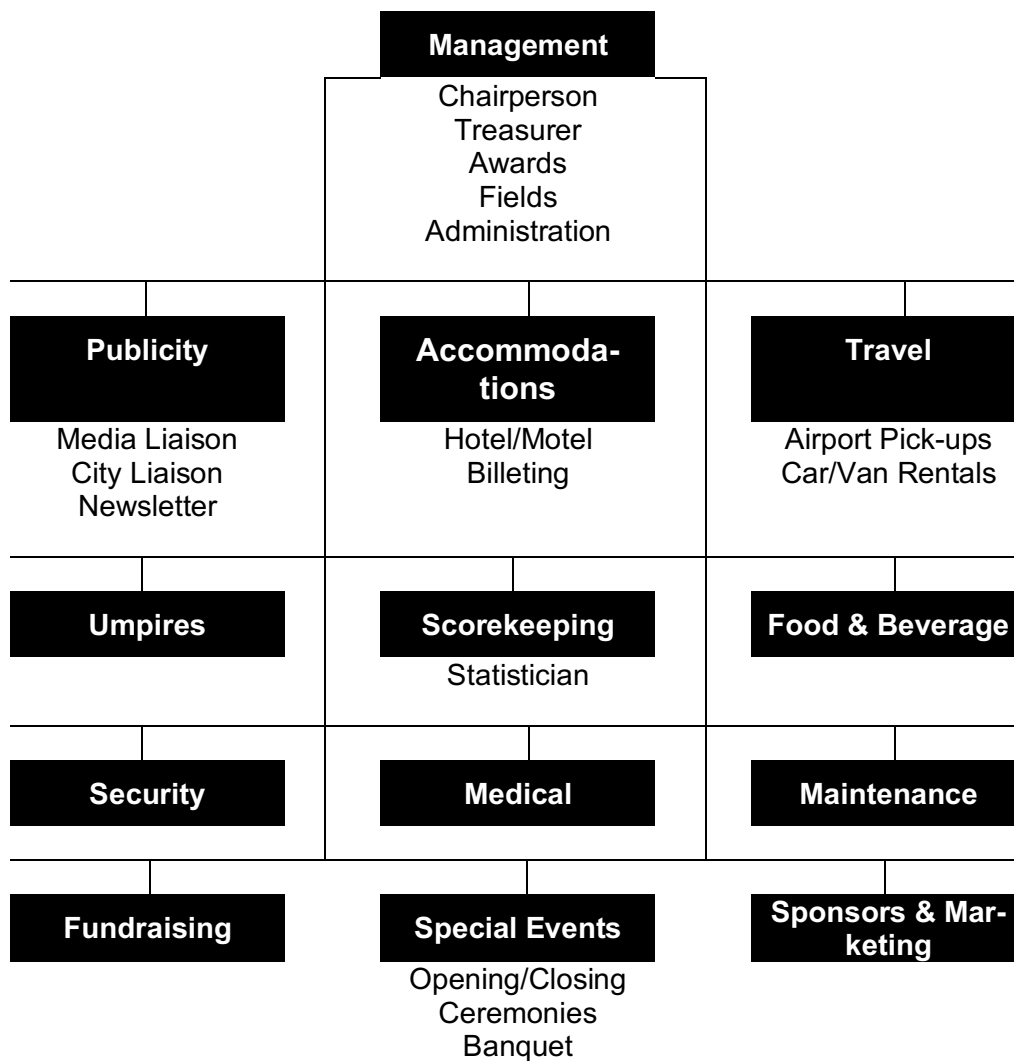 Management
Chairperson
Treasurer
Awards
Fields
Administration
Publicity
Accommoda-
tions
Travel
Media Liaison
City Liaison
Newsletter
Hotel/Motel
Billeting
Airport Pick-ups
Car/Van Rentals
Umpires
Scorekeeping
Food & Beverage
Statistician
Security
Medical
Maintenance
Fundraising
Special Events
Sponsors & Mar-
keting
Opening/Closing
Ceremonies
Banquet